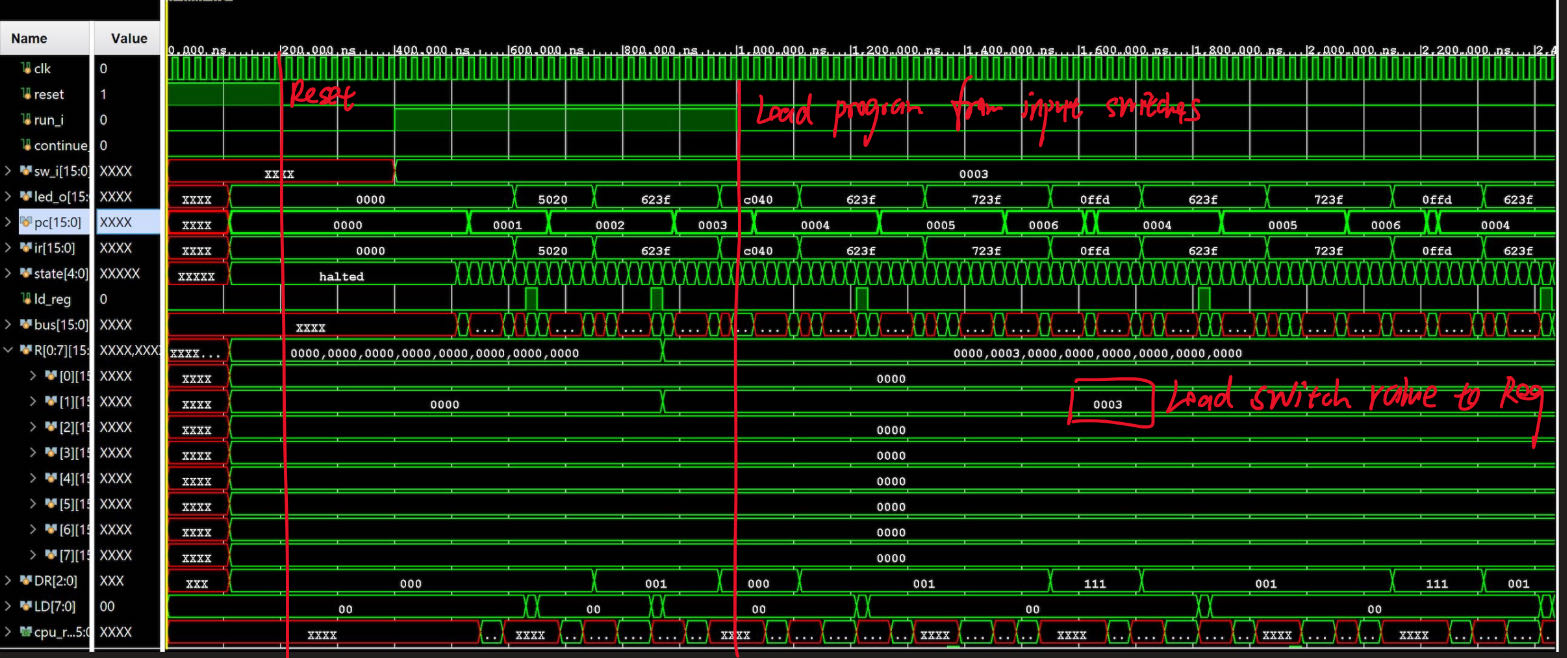 Name Value
0.000 ns 200.000 ns 400.000 ns 600.000 ns 800.000 ns 1,000.000 ns 1,200.000 ns 1,400.000 ns 1,600.000 ns 1,800.000 ns 2,000.000 ns 2,200.000 ns 2,4
clk 0
reset 1 Reset
Load program from input switches
run_i 0
continue_ 0
sw_i[15:0] XXXX XXXX 0003
led_o[15: XXXX XXXX 0000 5020 623f c040 623f 723f 0ffd 623f 723f 0ffd 623f
pc[15:0] XXXX XXXX 0000 0001 0002 0003 0004 0005 0006 0004 0005 0006 0004
ir[15:0] XXXX XXXX 0000 5020 623f c040 623f 723f 0ffd 623f 723f 0ffd 623f
state[4:0] XXXXX XXXXX halted
ld_reg 0
bus[15:0] XXXX XXXX ... ... ... ... ... ... ... ... ... ... ... ... ... ... ... ...
R[0:7][15: XXXX,XXX XXXX... 0000,0000,0000,0000,0000,0000,0000,0000 0000,0003,0000,0000,0000,0000,0000,0000
[0][15 XXXX XXXX 0000
[1][15 XXXX XXXX 0000 0003 Load switch value to Reg
[2][15 XXXX XXXX 0000
[3][15 XXXX XXXX 0000
[4][15 XXXX XXXX 0000
[5][15 XXXX XXXX 0000
[6][15 XXXX XXXX 0000
[7][15 XXXX XXXX 0000
DR[2:0] XXX XXX 000 001 000 001 111 001 111 001
LD[7:0] 00 00 00 00 00 00
cpu_r...5:0 XXXX XXXX .. XXXX .. ... ... ... .. XXXX .. ... ... .. XXXX ... .. .. XXXX .. ... ... .. XXXX ... .. .. XXXX .. ... ...